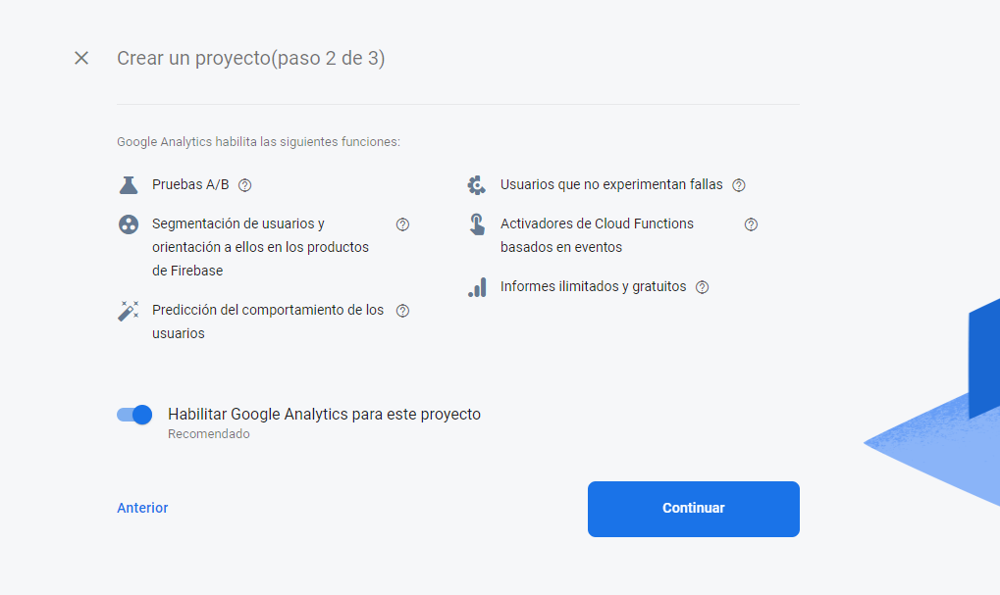 Crear un proyecto(paso 2 de 3)
Google Analytics habilita las siguientes funciones:
Pruebas A/B
Segmentación de usuarios y
orientación a ellos en los productos
de Firebase
Predicción del comportamiento de los
usuarios
Usuarios que no experimentan fallas
Activadores de Cloud Functions
basados en eventos
Informes ilimitados y gratuitos
Habilitar Google Analytics para este proyecto
Recomendado
Anterior
Continuar